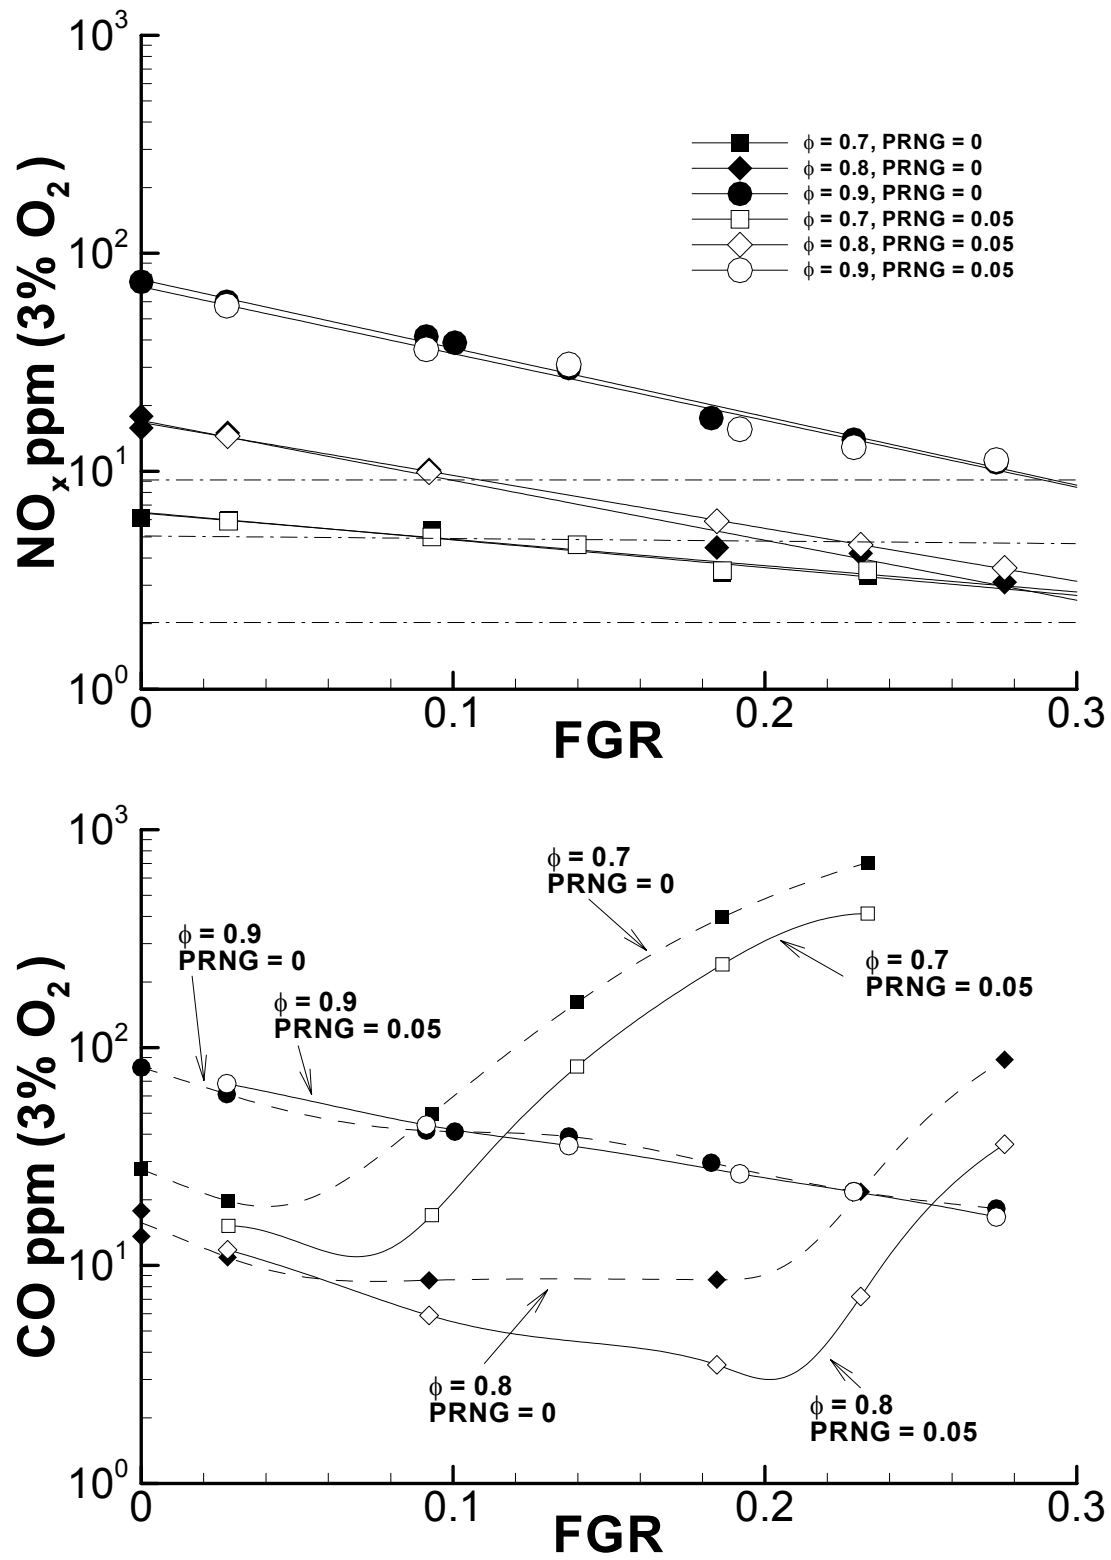 10³
10²
10¹
10⁰
NOₓ ppm (3% O₂)
ϕ = 0.7, PRNG = 0
ϕ = 0.8, PRNG = 0
ϕ = 0.9, PRNG = 0
ϕ = 0.7, PRNG = 0.05
ϕ = 0.8, PRNG = 0.05
ϕ = 0.9, PRNG = 0.05
0 0.1 0.2 0.3
FGR
10³
10²
10¹
10⁰
CO ppm (3% O₂)
ϕ = 0.7
PRNG = 0
ϕ = 0.9
PRNG = 0
ϕ = 0.9
PRNG = 0.05
ϕ = 0.7
PRNG = 0.05
ϕ = 0.8
PRNG = 0
ϕ = 0.8
PRNG = 0.05
0 0.1 0.2 0.3
FGR